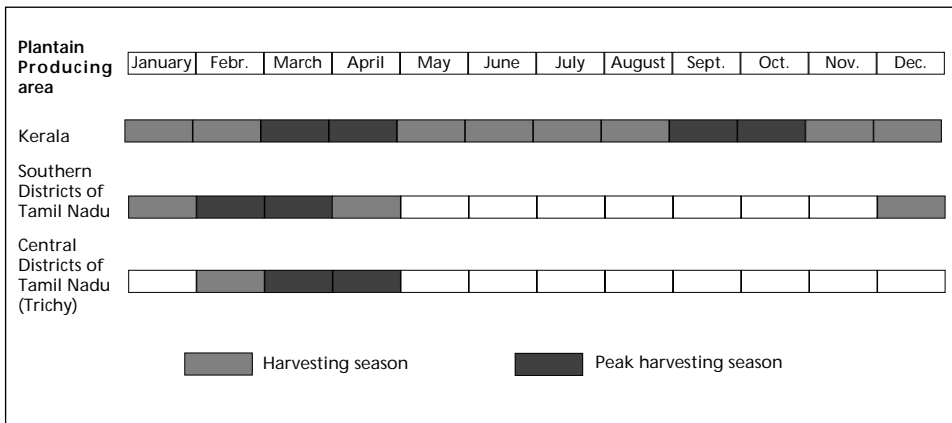 Plantain
Producing
area
January Febr. March April May June July August Sept. Oct. Nov. Dec.
Kerala
Southern
Districts of
Tamil Nadu
Central
Districts of
Tamil Nadu
(Trichy)
Harvesting season Peak harvesting season